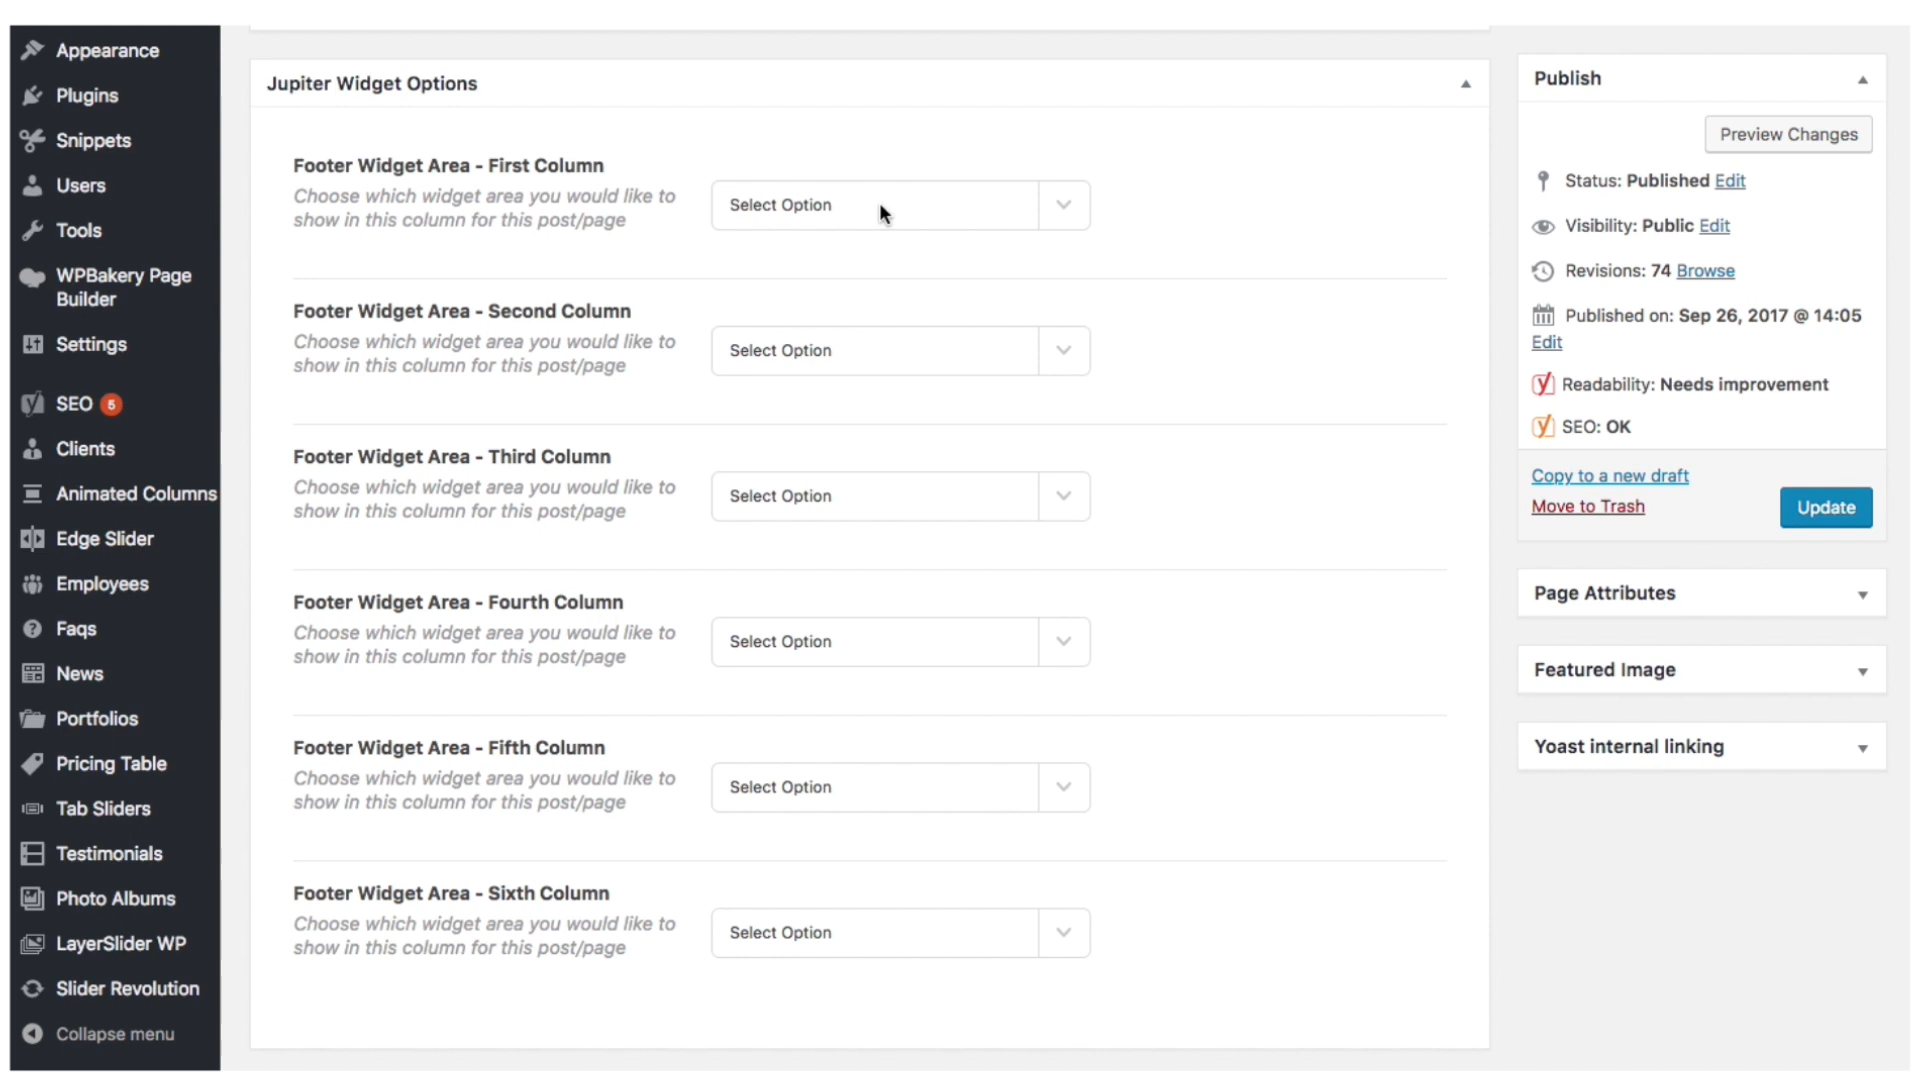 Appearance
Plugins
Snippets
Users
Tools
WPBakery Page
Builder
Settings
SEO 5
Clients
Animated Columns
Edge Slider
Employees
Faqs
News
Portfolios
Pricing Table
Tab Sliders
Testimonials
Photo Albums
LayerSlider WP
Slider Revolution
Collapse menu
Jupiter Widget Options
Footer Widget Area - First Column
Choose which widget area you would like to
show in this column for this post/page
Select Option
Footer Widget Area - Second Column
Choose which widget area you would like to
show in this column for this post/page
Select Option
Footer Widget Area - Third Column
Choose which widget area you would like to
show in this column for this post/page
Select Option
Footer Widget Area - Fourth Column
Choose which widget area you would like to
show in this column for this post/page
Select Option
Footer Widget Area - Fifth Column
Choose which widget area you would like to
show in this column for this post/page
Select Option
Footer Widget Area - Sixth Column
Choose which widget area you would like to
show in this column for this post/page
Select Option
Publish
Preview Changes
Status: Published Edit
Visibility: Public Edit
Revisions: 74 Browse
Published on: Sep 26, 2017 @ 14:05
Edit
Readability: Needs improvement
SEO: OK
Copy to a new draft
Move to Trash
Update
Page Attributes
Featured Image
Yoast internal linking